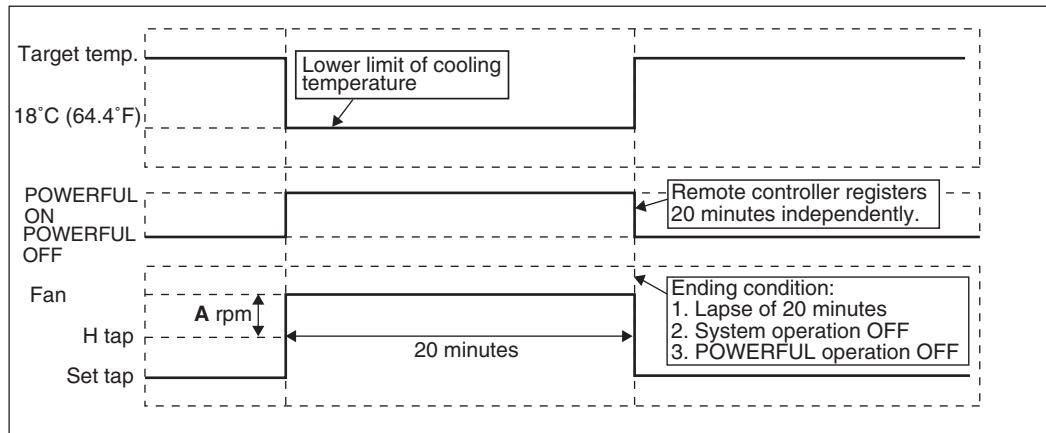 Target temp.
Lower limit of cooling
temperature
18˚C (64.4˚F)
POWERFUL
ON
POWERFUL
OFF
Remote controller registers
20 minutes independently.
Fan
A rpm
H tap
20 minutes
Set tap
Ending condition:
1. Lapse of 20 minutes
2. System operation OFF
3. POWERFUL operation OFF